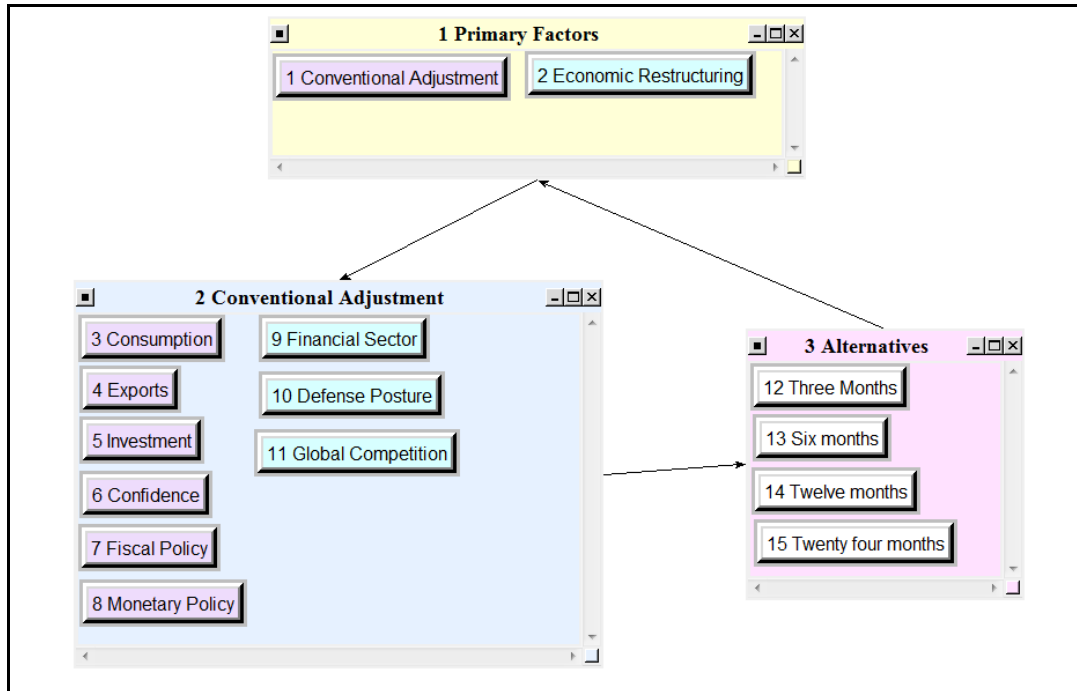 1 Primary Factors
1 Conventional Adjustment
2 Economic Restructuring
2 Conventional Adjustment
3 Consumption
4 Exports
5 Investment
6 Confidence
7 Fiscal Policy
8 Monetary Policy
9 Financial Sector
10 Defense Posture
11 Global Competition
3 Alternatives
12 Three Months
13 Six months
14 Twelve months
15 Twenty four months